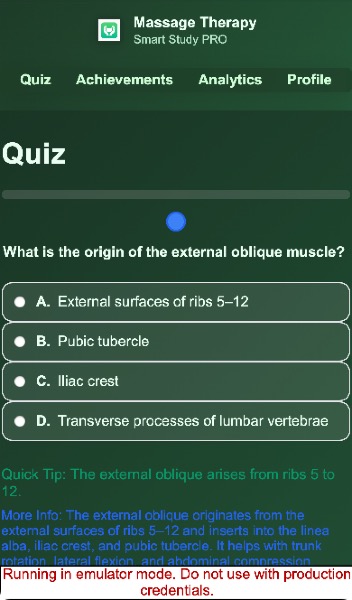 Massage Therapy
Smart Study PRO
Quiz Achievements Analytics Profile
Quiz
What is the origin of the external oblique muscle?
A. External surfaces of ribs 5–12
B. Pubic tubercle
C. Iliac crest
D. Transverse processes of lumbar vertebrae
Quick Tip: The external oblique arises from ribs 5 to
12.
More Info: The external oblique originates from the
external surfaces of ribs 5–12 and inserts into the linea
alba, iliac crest, and pubic tubercle. It helps with trunk
rotation, lateral flexion, and abdominal compression
Running in emulator mode. Do not use with production
credentials.